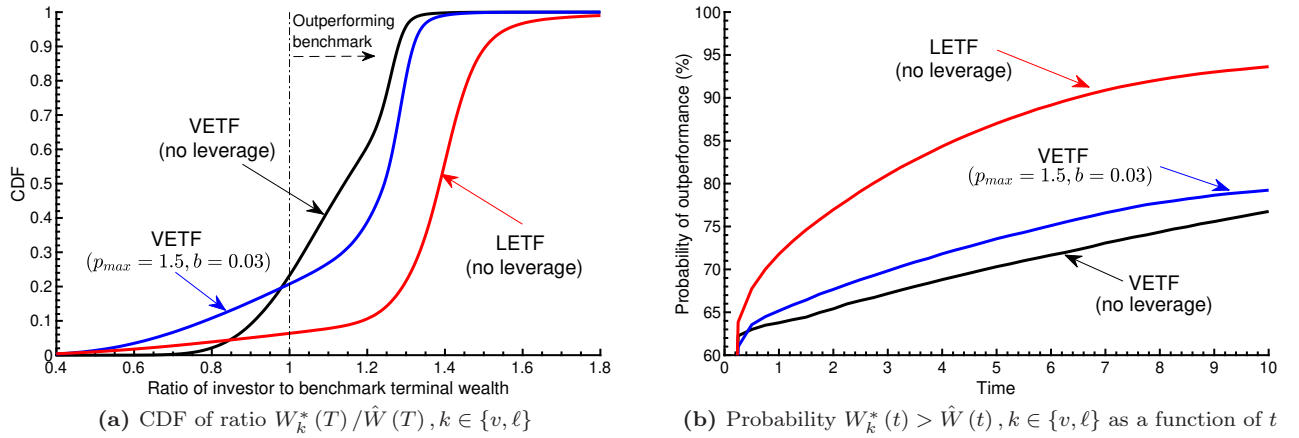 1
0.9
0.8
0.7
0.6
0.5
0.4
0.3
0.2
0.1
0
CDF
Outperforming
benchmark
VETF
(no leverage)
VETF
(p_max = 1.5, b = 0.03)
LETF
(no leverage)
0.4 0.6 0.8 1.0 1.2 1.4 1.6 1.8
Ratio of investor to benchmark terminal wealth
(a) CDF of ratio W*_k (T) /Ŵ (T) , k ∈ {v, ℓ}
100
95
90
85
80
75
70
65
60
Probability of outperformance (%)
LETF
(no leverage)
VETF
(p_max = 1.5, b = 0.03)
VETF
(no leverage)
0 1 2 3 4 5 6 7 8 9 10
Time
(b) Probability W*_k (t) > Ŵ (t) , k ∈ {v, ℓ} as a function of t